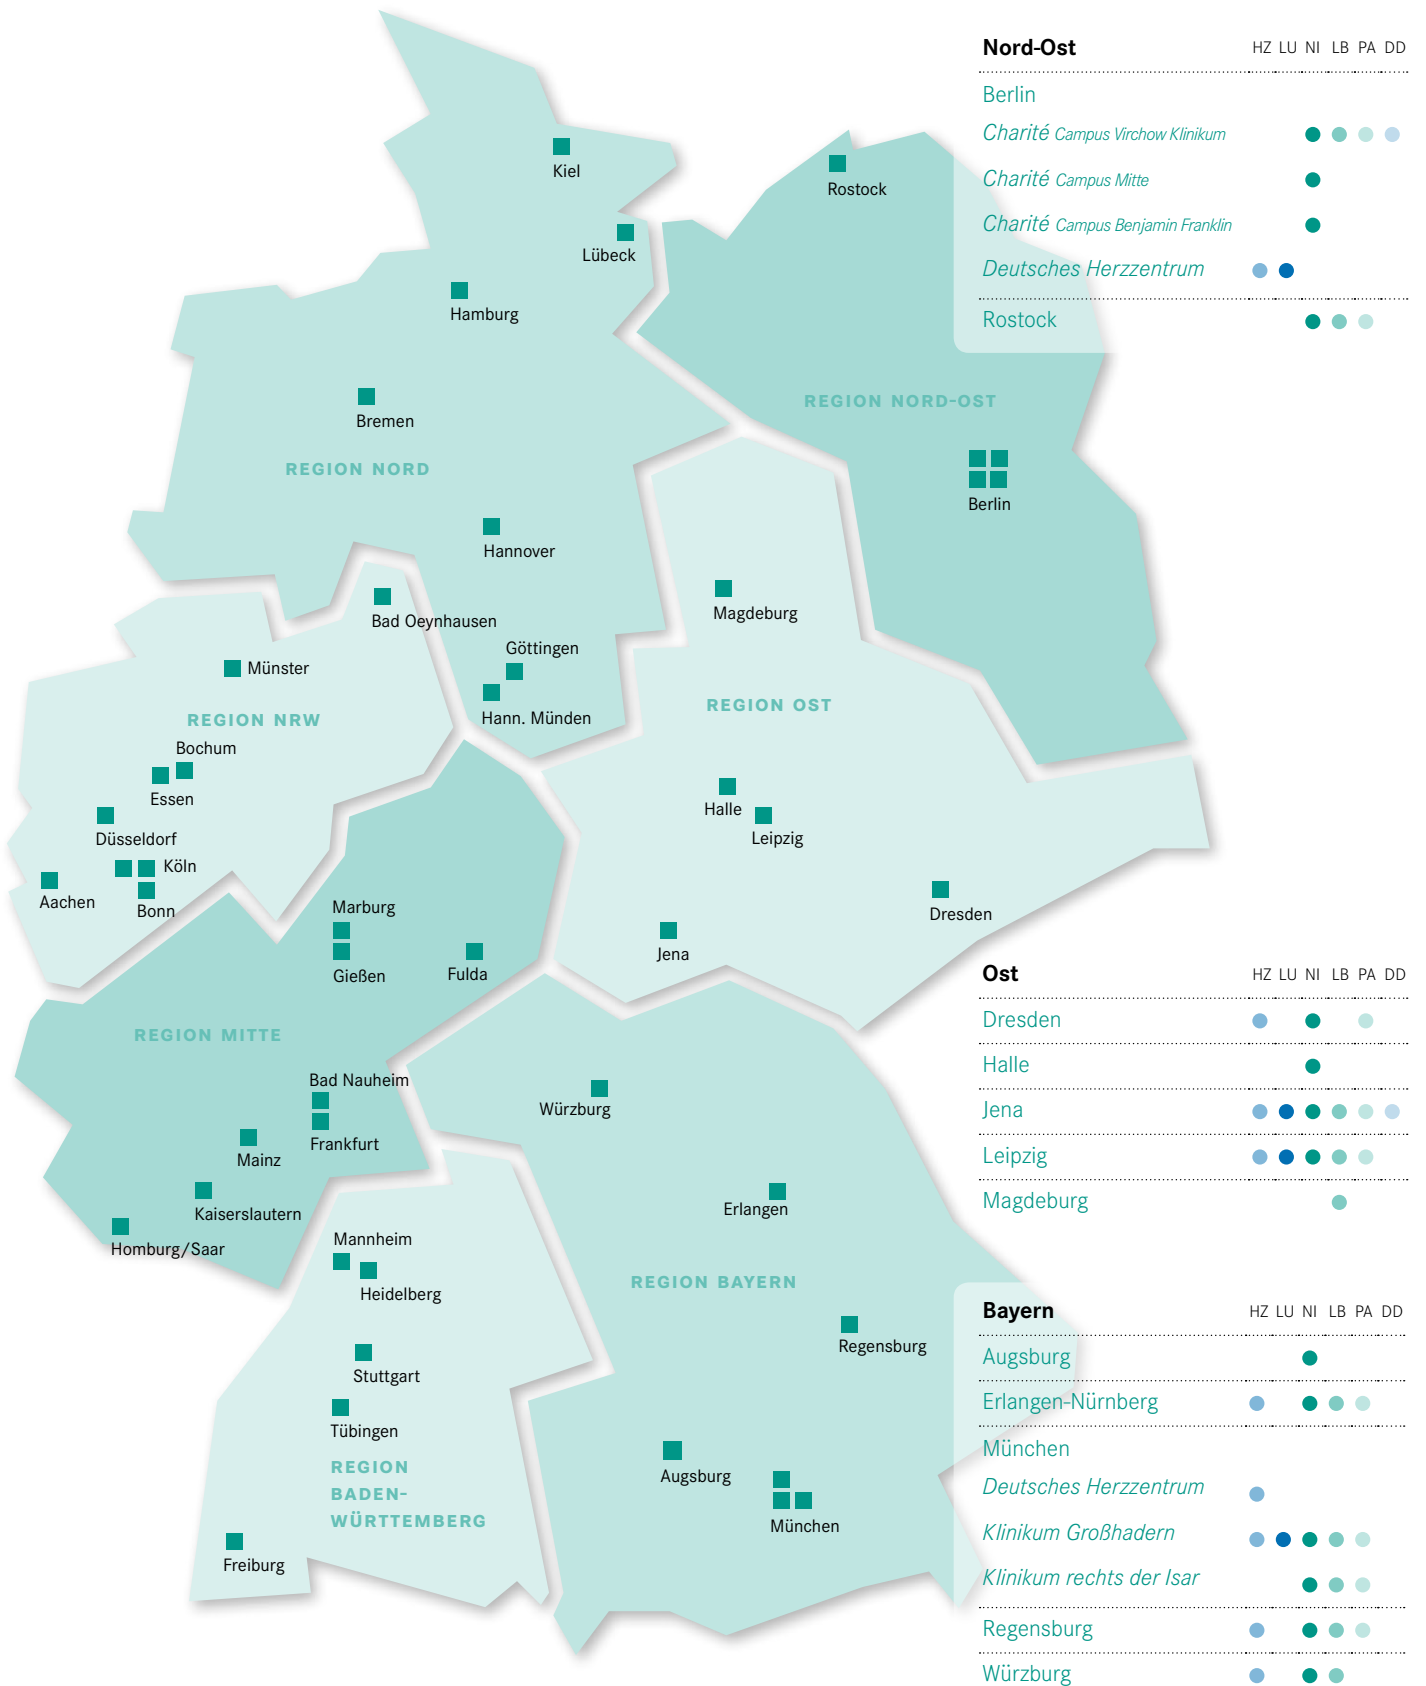 Kiel
Lübeck
Hamburg
Bremen
REGION NORD
Hannover
Göttingen
Hann. Münden
Rostock
REGION NORD-OST
Berlin
Bad Oeynhausen
Münster
REGION NRW
Bochum
Essen
Düsseldorf
Köln
Aachen
Bonn
Magdeburg
REGION OST
Halle
Leipzig
Dresden
Jena
Marburg
Gießen
Fulda
REGION MITTE
Bad Nauheim
Frankfurt
Mainz
Kaiserslautern
Homburg/Saar
Mannheim
Heidelberg
Stuttgart
Tübingen
REGION
BADEN-
WÜRTTEMBERG
Freiburg
Würzburg
Erlangen
REGION BAYERN
Regensburg
Augsburg
München
Nord-Ost HZ LU NI LB PA DD
Berlin
Charité Campus Virchow Klinikum
Charité Campus Mitte
Charité Campus Benjamin Franklin
Deutsches Herzzentrum
Rostock
Ost HZ LU NI LB PA DD
Dresden
Halle
Jena
Leipzig
Magdeburg
Bayern HZ LU NI LB PA DD
Augsburg
Erlangen-Nürnberg
München
Deutsches Herzzentrum
Klinikum Großhadern
Klinikum rechts der Isar
Regensburg
Würzburg